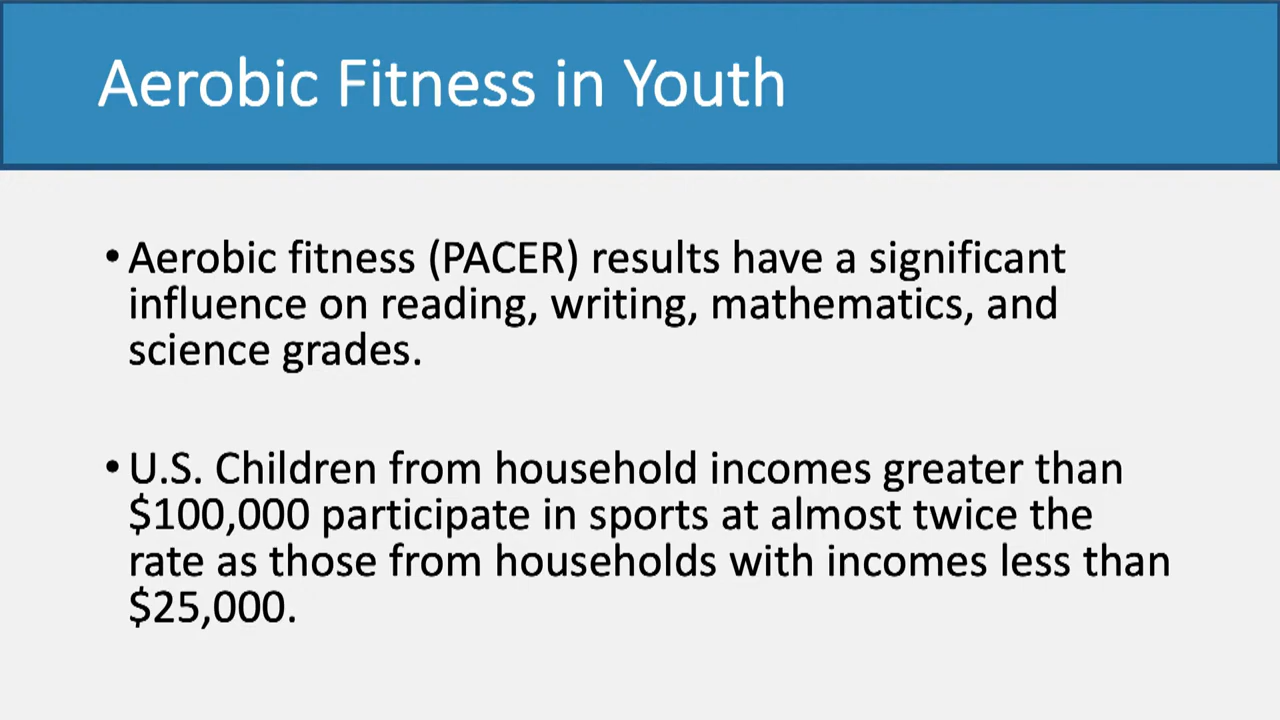 Aerobic Fitness in Youth
• Aerobic fitness (PACER) results have a significant
influence on reading, writing, mathematics, and
science grades.
• U.S. Children from household incomes greater than
$100,000 participate in sports at almost twice the
rate as those from households with incomes less than
$25,000.